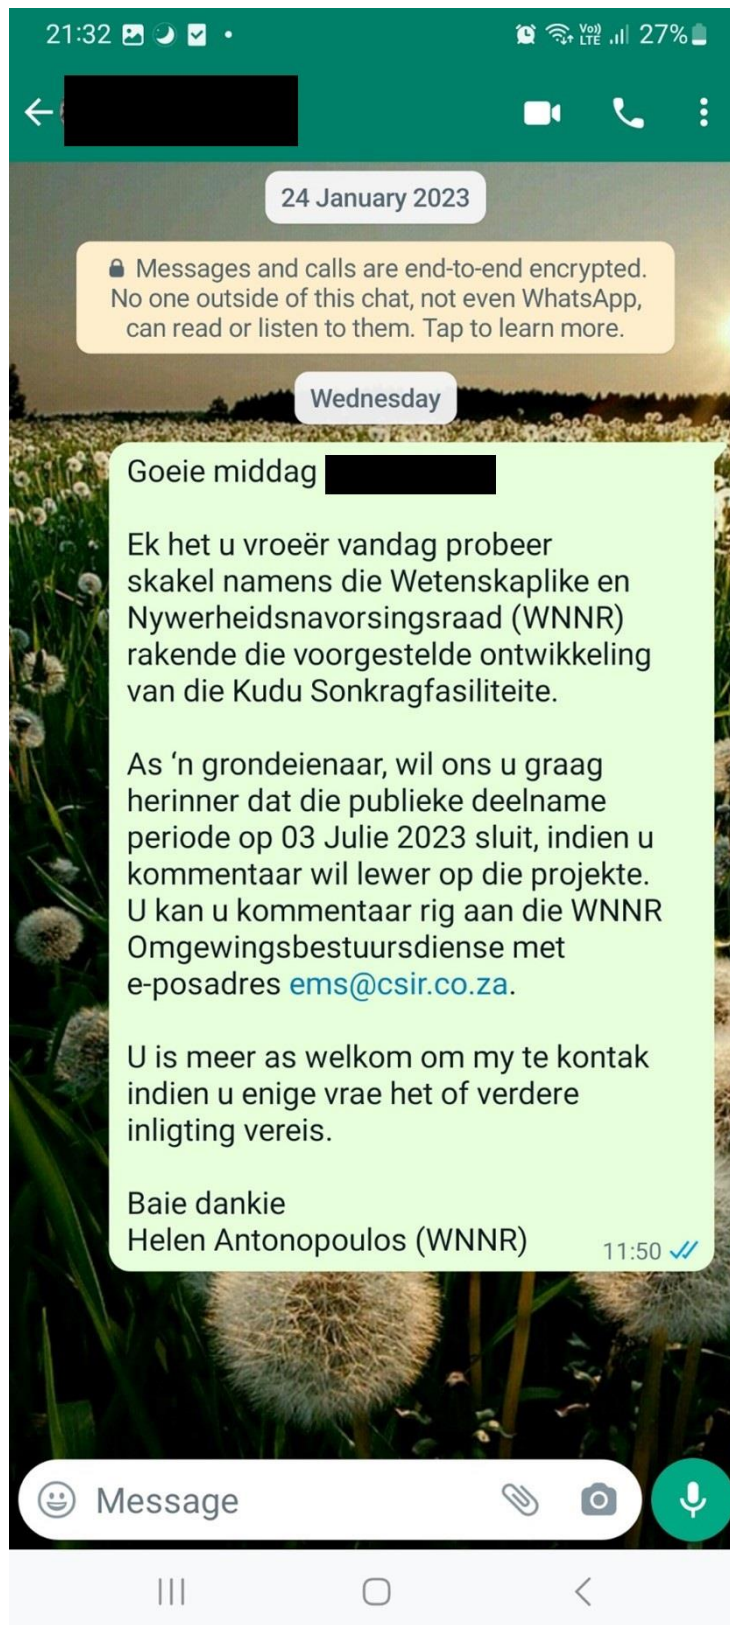 21:32
Vo))
LTE
27%
24 January 2023
Messages and calls are end-to-end encrypted.
No one outside of this chat, not even WhatsApp,
can read or listen to them. Tap to learn more.
Wednesday
Goeie middag
Ek het u vroeër vandag probeer
skakel namens die Wetenskaplike en
Nywerheidsnavorsingsraad (WNNR)
rakende die voorgestelde ontwikkeling
van die Kudu Sonkragfasiliteite.
As ‘n grondeienaar, wil ons u graag
herinner dat die publieke deelname
periode op 03 Julie 2023 sluit, indien u
kommentaar wil lewer op die projekte.
U kan u kommentaar rig aan die WNNR
Omgewingsbestuursdiense met
e-posadres ems@csir.co.za.
U is meer as welkom om my te kontak
indien u enige vrae het of verdere
inligting vereis.
Baie dankie
Helen Antonopoulos (WNNR)
11:50
Message